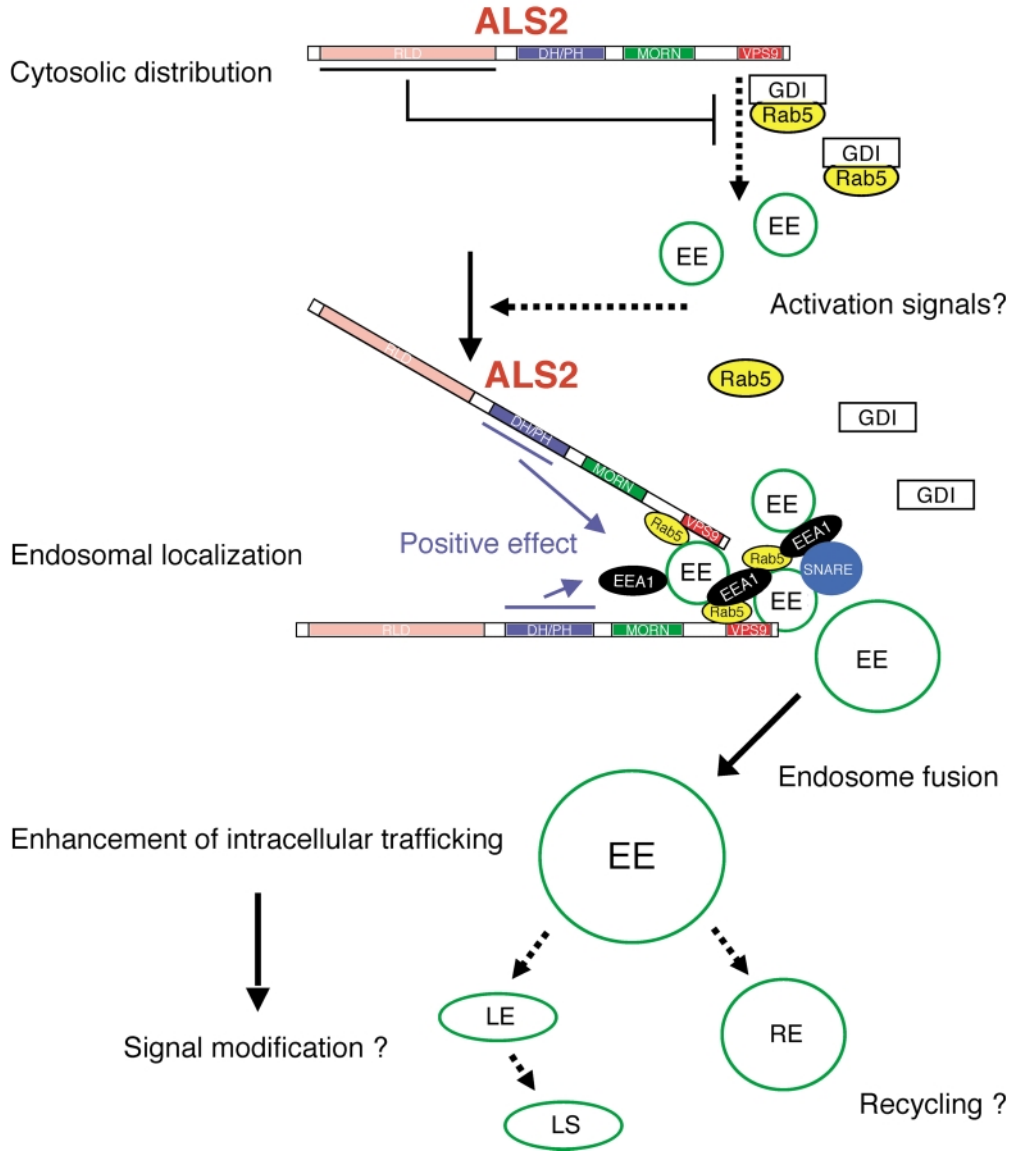 ALS2
RLD DH/PH MORN VPS9
Cytosolic distribution
GDI
Rab5
GDI
Rab5
EE
EE
Activation signals?
RLD
ALS2
Rab5
DH/PH
GDI
MORN
EE
GDI
Rab5
VPS9
EEA1
Positive effect
Endosomal localization
Rab5
SNARE
EEA1
EE
EEA1
EE
Rab5
RLD DH/PH MORN VPS9
EE
Endosome fusion
Enhancement of intracellular trafficking
EE
LE
RE
Signal modification ?
Recycling ?
LS